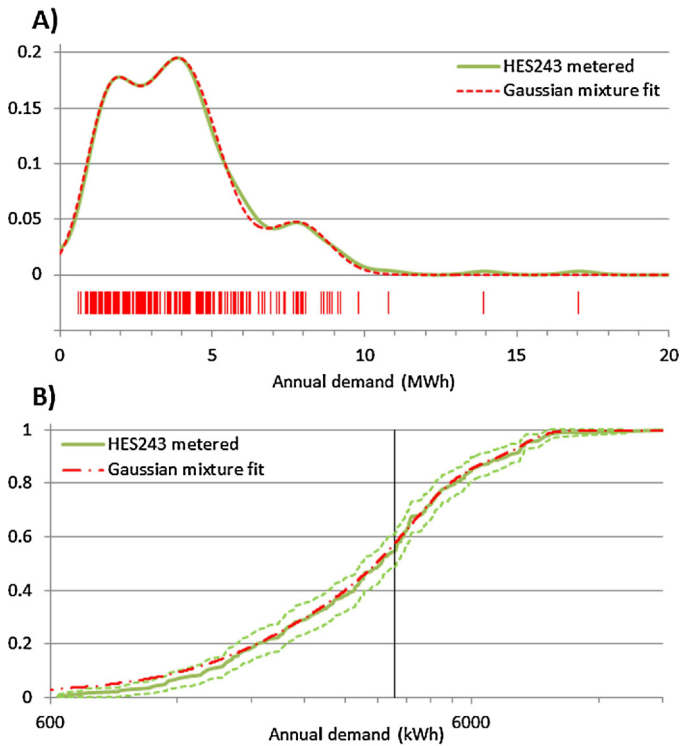 A)
0.2
HES243 metered
Gaussian mixture fit
0.15
0.1
0.05
0
0 5 10 15 20
Annual demand (MWh)
B)
1
HES243 metered
Gaussian mixture fit
0.8
0.6
0.4
0.2
0
600 6000
Annual demand (kWh)